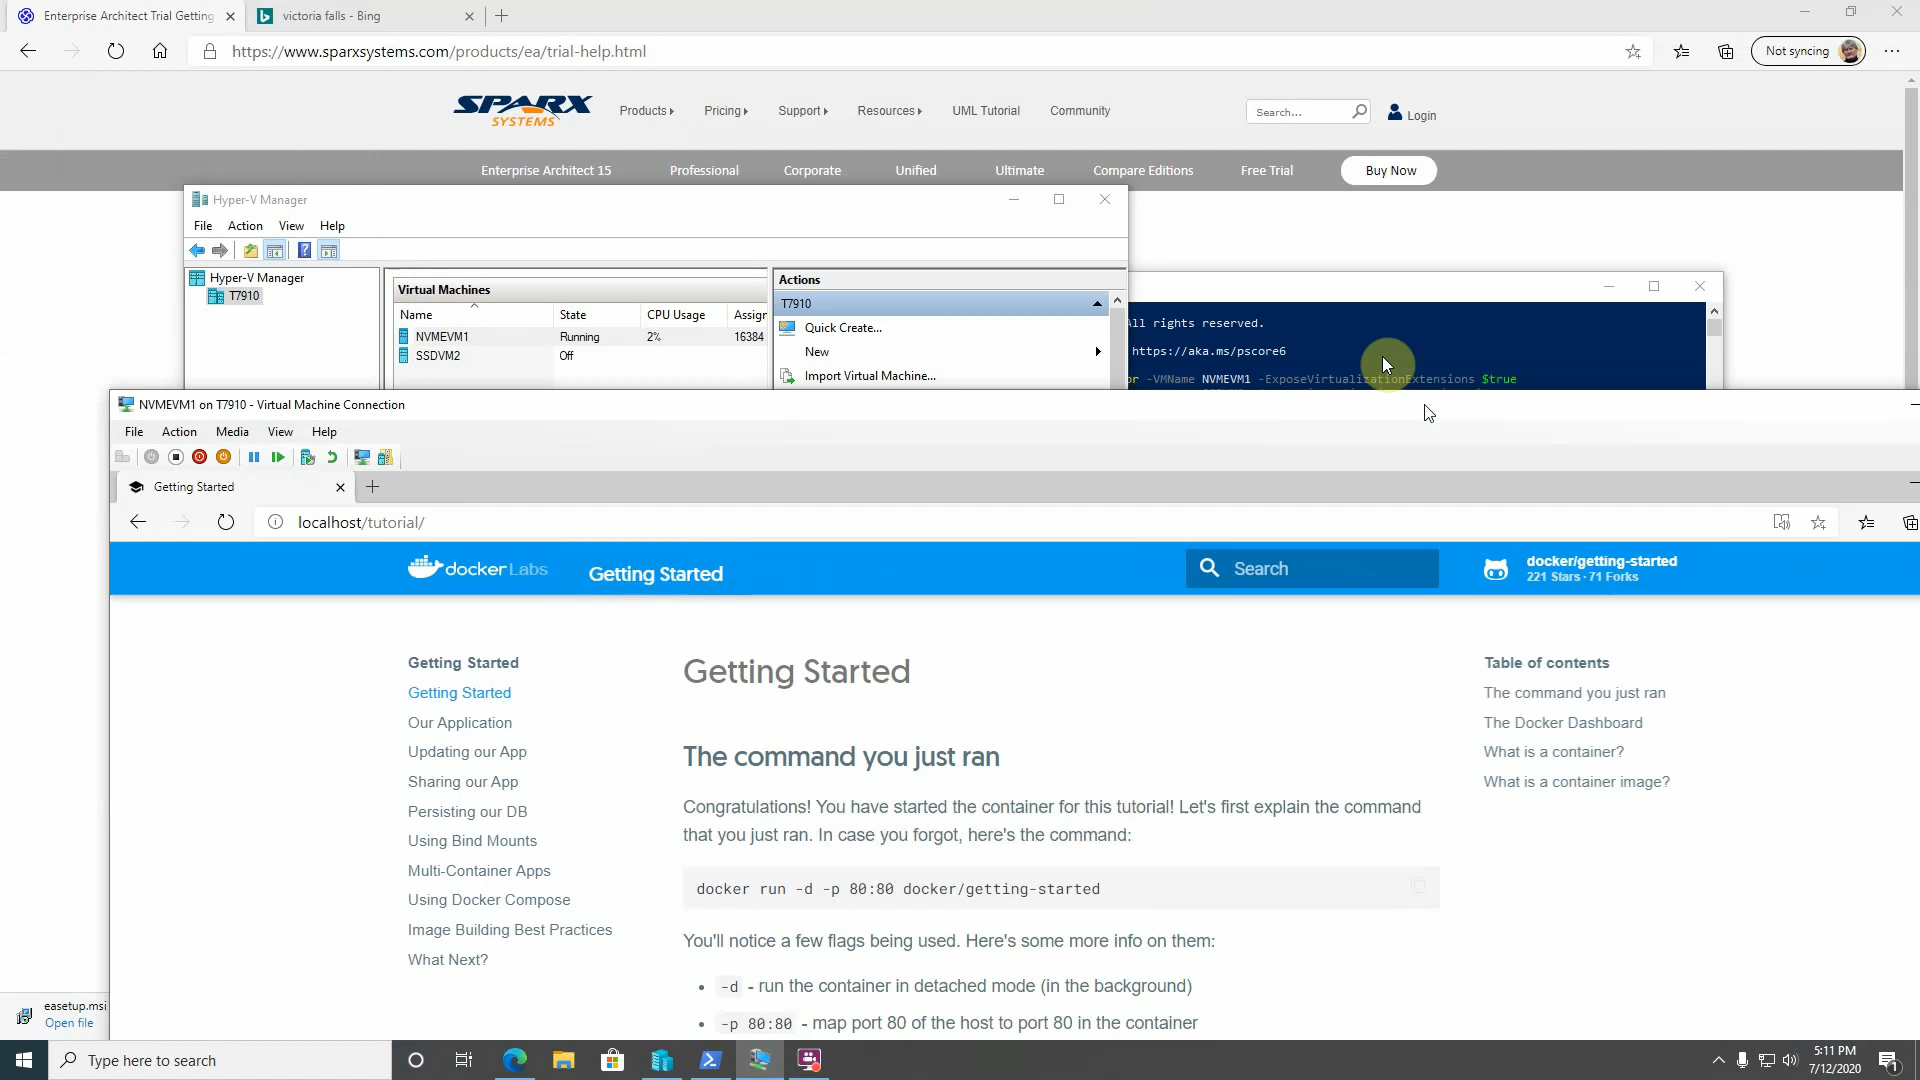 Enterprise Architect Trial Getting
victoria falls - Bing
https://www.sparxsystems.com/products/ea/trial-help.html
Not syncing
SPARX
SYSTEMS
Products
Pricing
Support
Resources
UML Tutorial
Community
Search...
Login
Enterprise Architect 15
Professional
Corporate
Unified
Ultimate
Compare Editions
Free Trial
Buy Now
Hyper-V Manager
File
Action
View
Help
Hyper-V Manager
T7910
Virtual Machines
Name
State
CPU Usage
Assign
NVMEVM1
Running
2%
16384
SSDVM2
Off
Actions
T7910
Quick Create...
New
Import Virtual Machine...
All rights reserved.
https://aka.ms/pscore6
or -VMName NVMEVM1 -ExposeVirtualizationExtensions $true
NVMEVM1 on T7910 - Virtual Machine Connection
File
Action
Media
View
Help
Getting Started
localhost/tutorial/
docker Labs
Getting Started
Search
docker/getting-started
221 Stars · 71 Forks
Getting Started
Getting Started
Our Application
Updating our App
Sharing our App
Persisting our DB
Using Bind Mounts
Multi-Container Apps
Using Docker Compose
Image Building Best Practices
What Next?
Getting Started
The command you just ran
Congratulations! You have started the container for this tutorial! Let's first explain the command
that you just ran. In case you forgot, here's the command:
docker run -d -p 80:80 docker/getting-started
You'll notice a few flags being used. Here's some more info on them:
-d - run the container in detached mode (in the background)
-p 80:80 - map port 80 of the host to port 80 in the container
Table of contents
The command you just ran
The Docker Dashboard
What is a container?
What is a container image?
easetup.msi
Open file
Type here to search
5:11 PM
7/12/2020
1